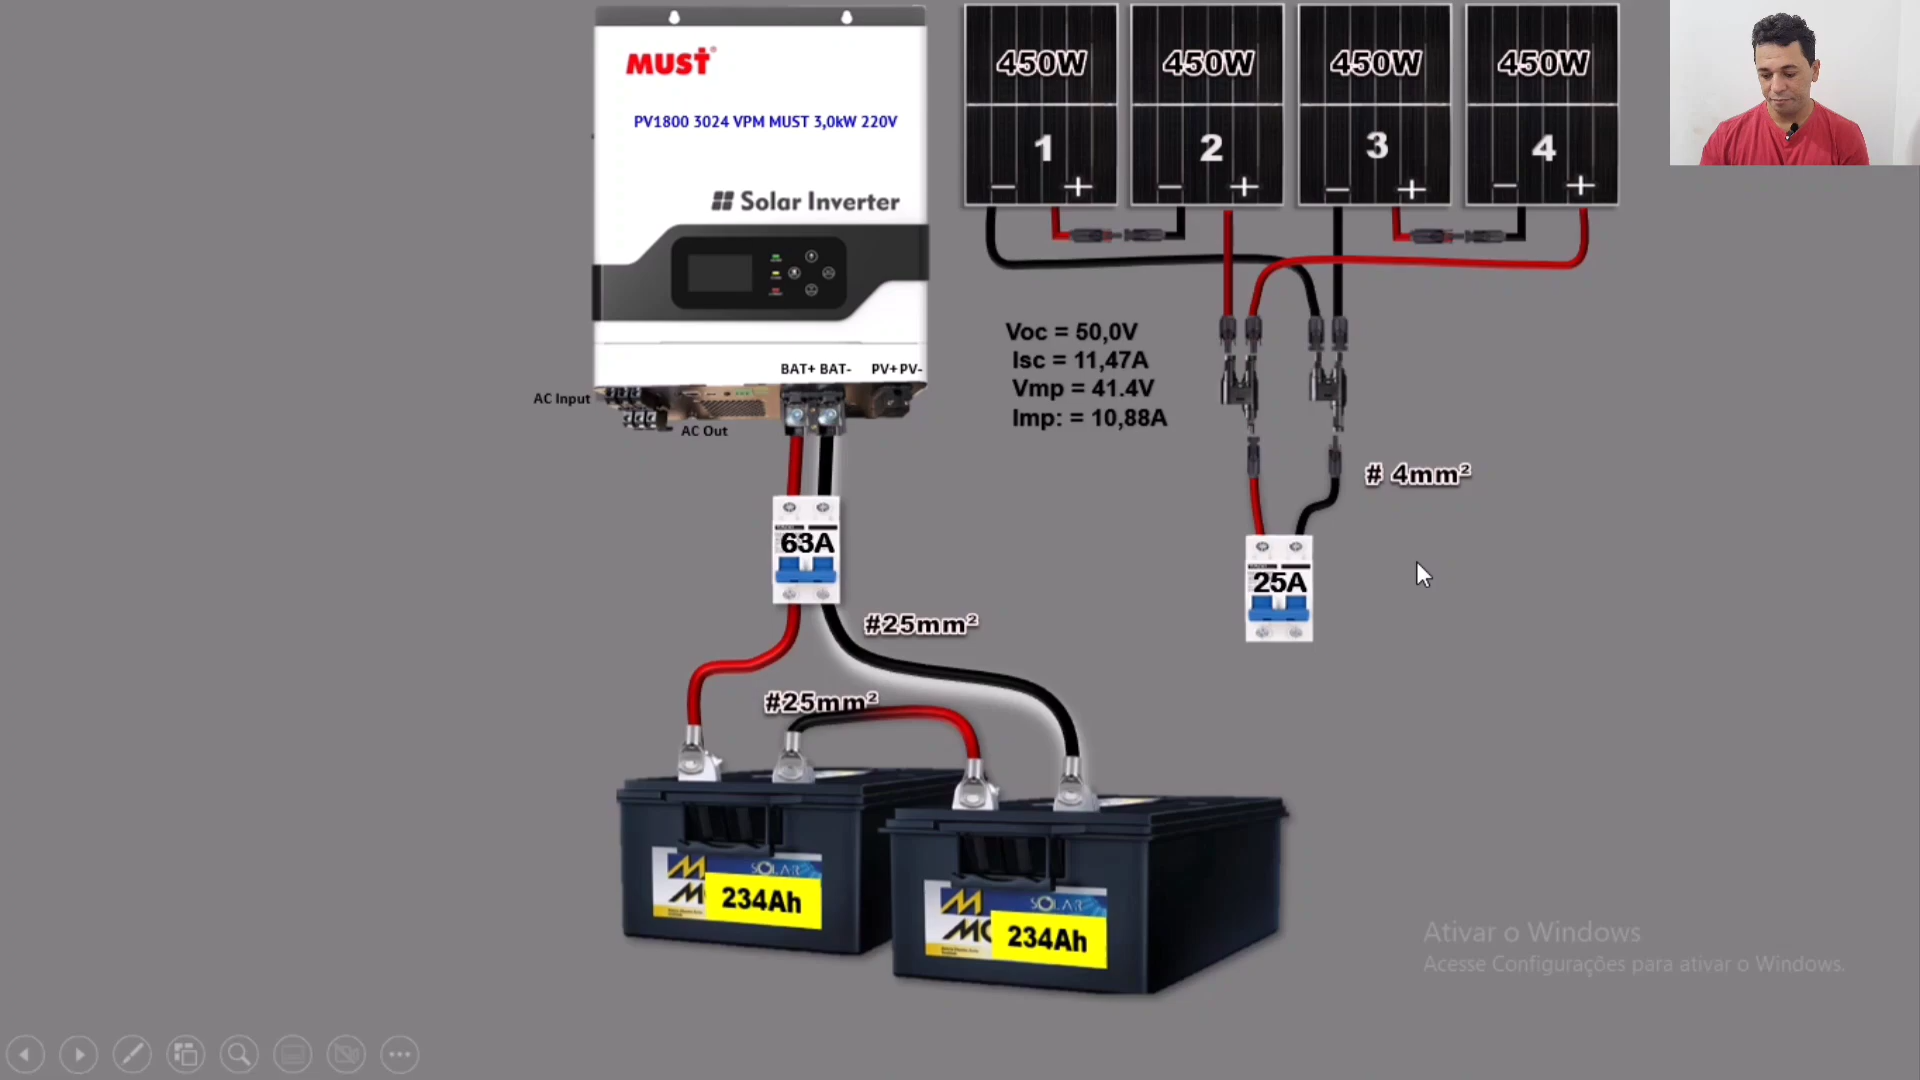 MUST
PV1800 3024 VPM MUST 3,0kW 220V
Solar Inverter
BAT+ BAT- PV+ PV-
AC Input
AC Out
450W 450W 450W 450W
1 2 3 4
- + - + - + - +
Voc = 50,0V
Isc = 11,47A
Vmp = 41.4V
Imp: = 10,88A
# 4mm²
63A
25A
#25mm²
#25mm²
SOLAR
234Ah
SOLAR
234Ah
Ativar o Windows
Acesse Configurações para ativar o Windows.